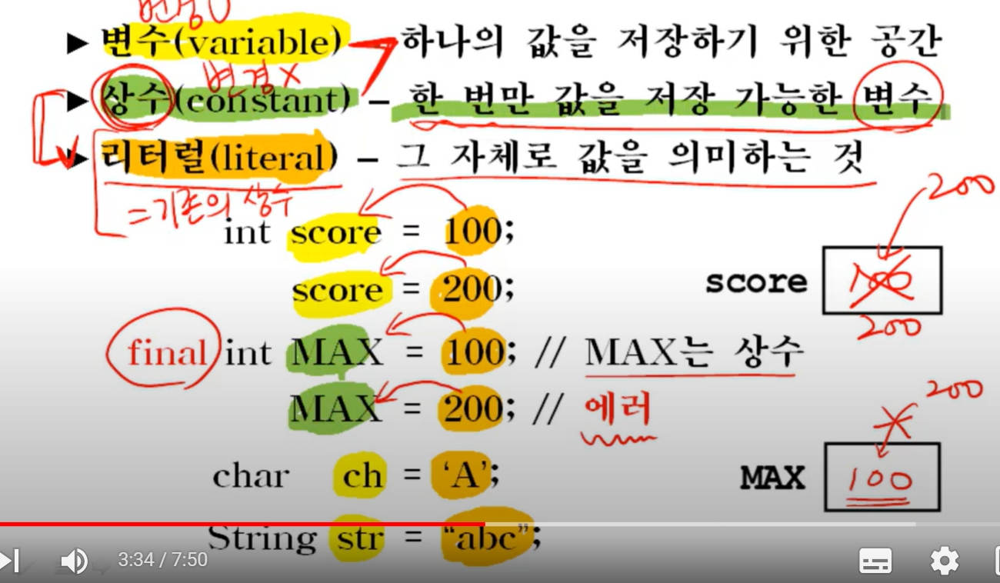 변경O
▶ 변수(variable) 하나의 값을 저장하기 위한 공간
변경X
▶ 상수(constant) – 한 번만 값을 저장 가능한 변수
▶ 리터럴(literal) – 그 자체로 값을 의미하는 것
=기존의 상수
200
int score = 100;
score = 200;
score 100
200
final int MAX = 100; // MAX는 상수
MAX = 200; // 에러
200
char ch = ‘A’;
MAX 100
String str = “abc”;
3:34 / 7:50